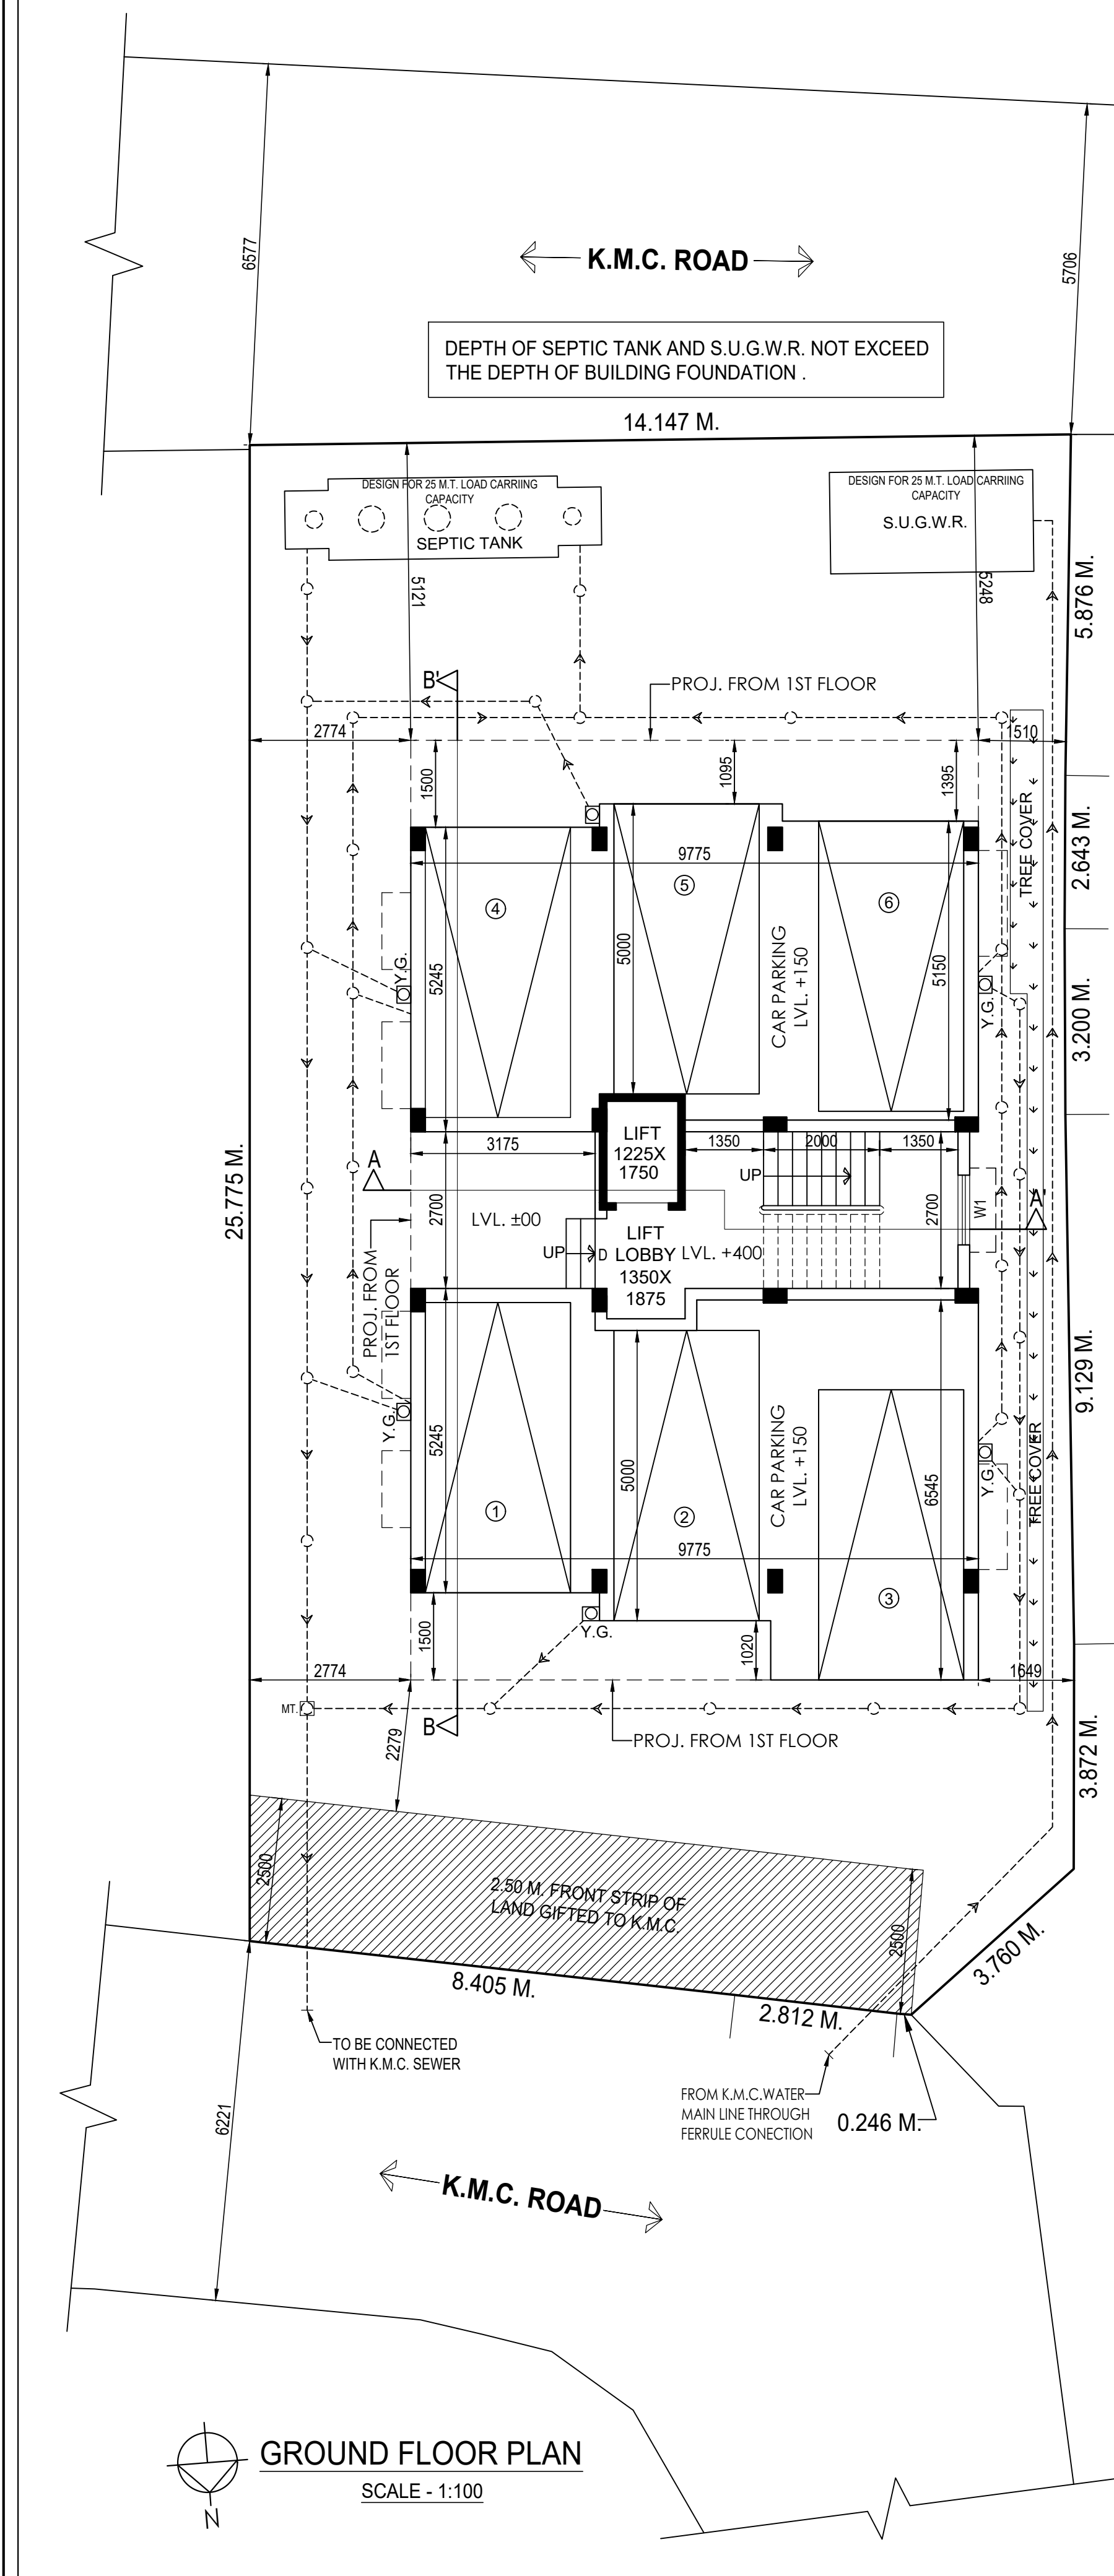 6577
5706
K.M.C. ROAD
DEPTH OF SEPTIC TANK AND S.U.G.W.R. NOT EXCEED
THE DEPTH OF BUILDING FOUNDATION .
14.147 M.
DESIGN FOR 25 M.T. LOAD CARRIING
CAPACITY
SEPTIC TANK
DESIGN FOR 25 M.T. LOAD CARRIING
CAPACITY
S.U.G.W.R.
5121
5248
5.876 M.
B'
PROJ. FROM 1ST FLOOR
2774
1510
1500
1095
1395
TREE COVER
2.643 M.
9775
4
5
6
5245
5000
CAR PARKING
LVL. +150
5150
Y.G.
Y.G.
3.200 M.
25.775 M.
LIFT
1225X
1750
3175
1350
2000
1350
A
UP
2700
LVL. ±00
2700
W1
A'
UP
D
LIFT
LOBBY
1350X
1875
LVL. +400
PROJ. FROM
1ST FLOOR
9.129 M.
Y.G.
5245
5000
CAR PARKING
LVL. +150
6545
Y.G.
TREE COVER
1
2
3
9775
Y.G.
1500
1020
2774
1649
MT.
B
2279
PROJ. FROM 1ST FLOOR
3.872 M.
2500
2.50 M. FRONT STRIP OF
LAND GIFTED TO K.M.C
2500
3.760 M.
8.405 M.
2.812 M.
TO BE CONNECTED
WITH K.M.C. SEWER
FROM K.M.C.WATER
MAIN LINE THROUGH
FERRULE CONECTION
0.246 M.
6221
K.M.C. ROAD
GROUND FLOOR PLAN
SCALE - 1:100
N